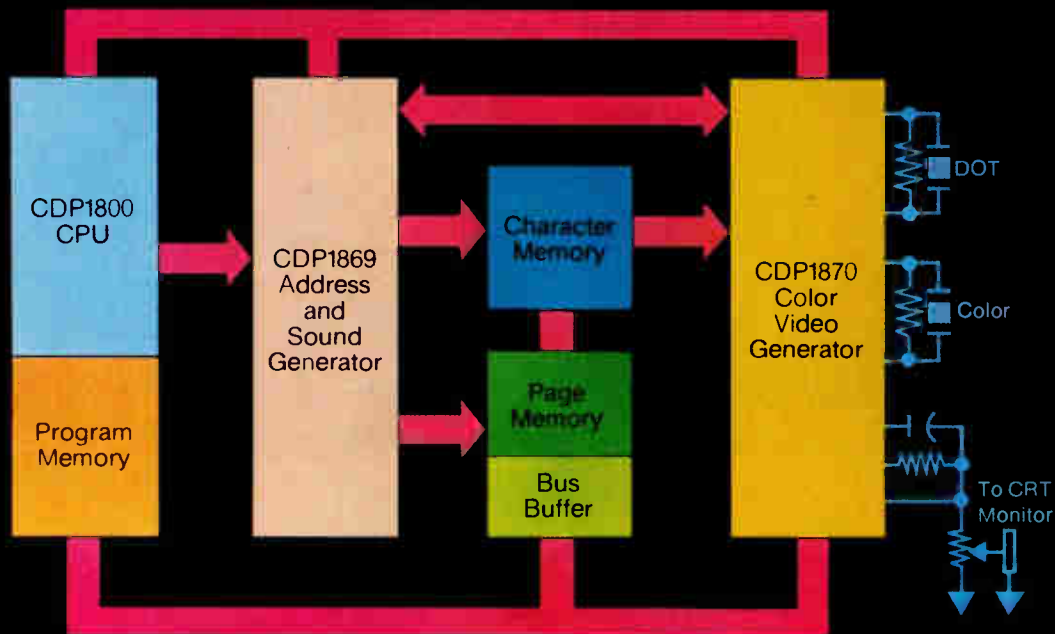 CDP1800
CPU
Program
Memory
CDP1869
Address
and
Sound
Generator
Character
Memory
Page
Memory
Bus
Buffer
CDP1870
Color
Video
Generator
DOT
Color
To CRT
Monitor